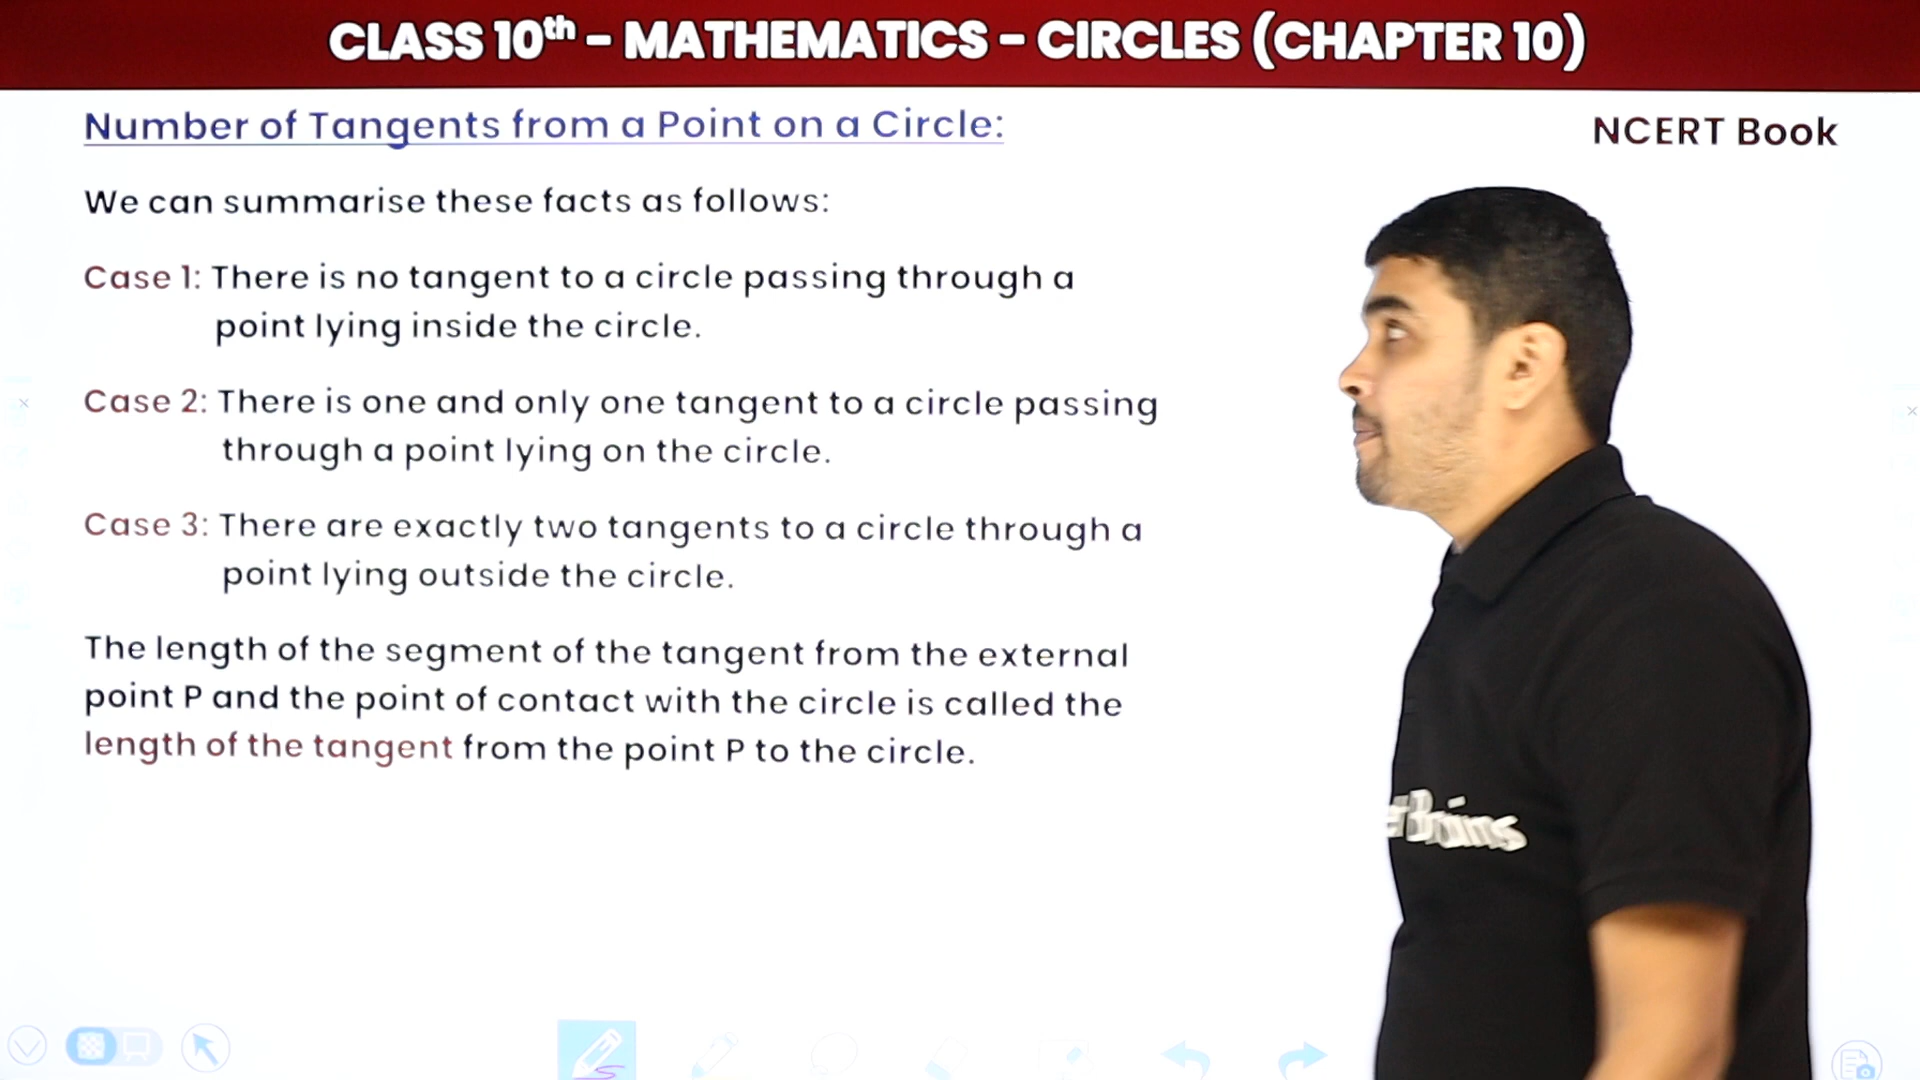 CLASS 10th - MATHEMATICS - CIRCLES (CHAPTER 10)
Number of Tangents from a Point on a Circle:
NCERT Book
We can summarise these facts as follows:
Case 1: There is no tangent to a circle passing through a
point lying inside the circle.
Case 2: There is one and only one tangent to a circle passing
through a point lying on the circle.
Case 3: There are exactly two tangents to a circle through a
point lying outside the circle.
The length of the segment of the tangent from the external
point P and the point of contact with the circle is called the
length of the tangent from the point P to the circle.
Brains